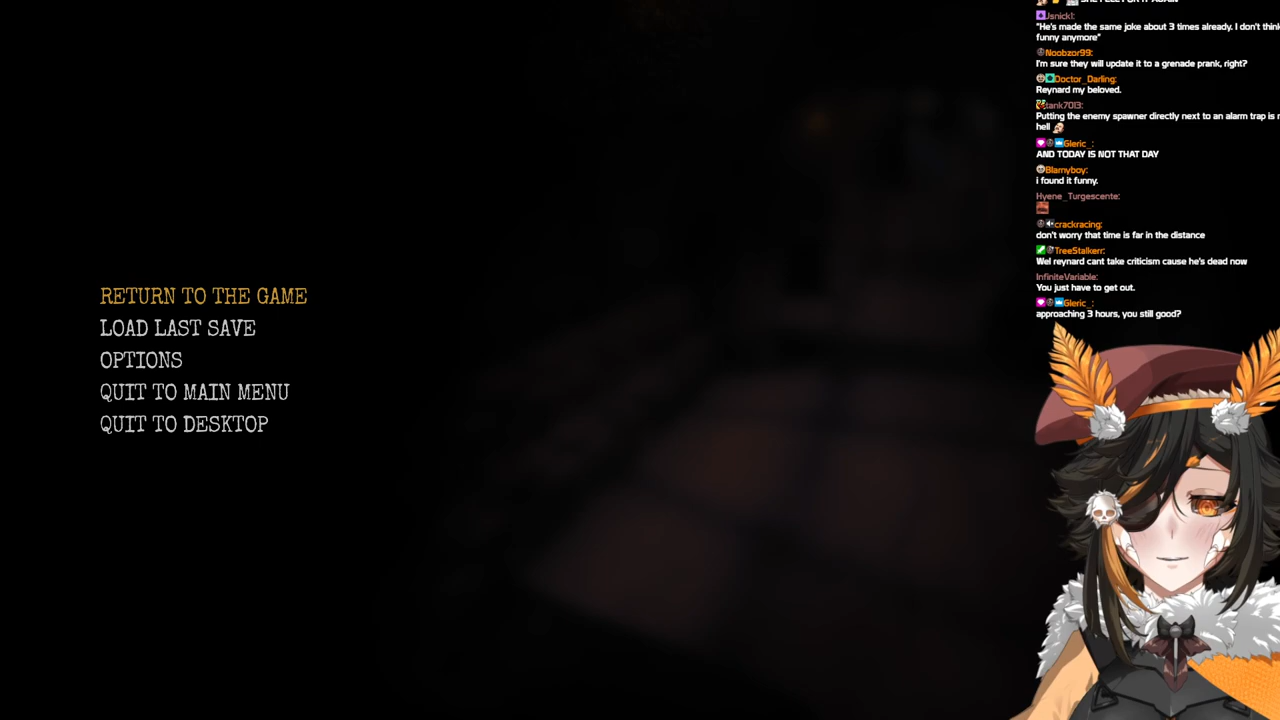 RETURN TO THE GAME
LOAD LAST SAVE
OPTIONS
QUIT TO MAIN MENU
QUIT TO DESKTOP
Jsnick1:
"He's made the same joke about 3 times already. I don't think
funny anymore"
Noobzor99:
I'm sure they will update it to a grenade prank, right?
Doctor_Darling:
Reynard my beloved.
tank7013:
Putting the enemy spawner directly next to an alarm trap is
hell
Gleric_:
AND TODAY IS NOT THAT DAY
Blamyboy:
i found it funny.
Hyene_Turgescente:
crackracing:
don't worry that time is far in the distance
TreeStalkerr:
Wel reynard cant take criticism cause he's dead now
InfiniteVariable:
You just have to get out.
Gleric_:
approaching 3 hours, you still good?